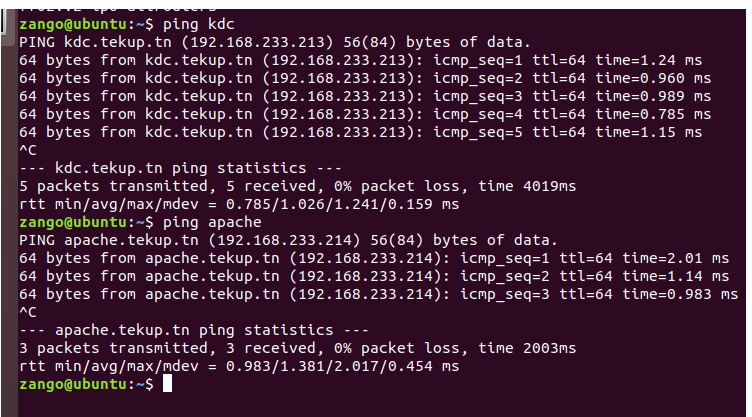 zango@ubuntu:~$ ping kdc
PING kdc.tekup.tn (192.168.233.213) 56(84) bytes of data.
64 bytes from kdc.tekup.tn (192.168.233.213): icmp_seq=1 ttl=64 time=1.24 ms
64 bytes from kdc.tekup.tn (192.168.233.213): icmp_seq=2 ttl=64 time=0.960 ms
64 bytes from kdc.tekup.tn (192.168.233.213): icmp_seq=3 ttl=64 time=0.989 ms
64 bytes from kdc.tekup.tn (192.168.233.213): icmp_seq=4 ttl=64 time=0.785 ms
64 bytes from kdc.tekup.tn (192.168.233.213): icmp_seq=5 ttl=64 time=1.15 ms
^C
--- kdc.tekup.tn ping statistics ---
5 packets transmitted, 5 received, 0% packet loss, time 4019ms
rtt min/avg/max/mdev = 0.785/1.026/1.241/0.159 ms
zango@ubuntu:~$ ping apache
PING apache.tekup.tn (192.168.233.214) 56(84) bytes of data.
64 bytes from apache.tekup.tn (192.168.233.214): icmp_seq=1 ttl=64 time=2.01 ms
64 bytes from apache.tekup.tn (192.168.233.214): icmp_seq=2 ttl=64 time=1.14 ms
64 bytes from apache.tekup.tn (192.168.233.214): icmp_seq=3 ttl=64 time=0.983 ms
^C
--- apache.tekup.tn ping statistics ---
3 packets transmitted, 3 received, 0% packet loss, time 2003ms
rtt min/avg/max/mdev = 0.983/1.381/2.017/0.454 ms
zango@ubuntu:~$